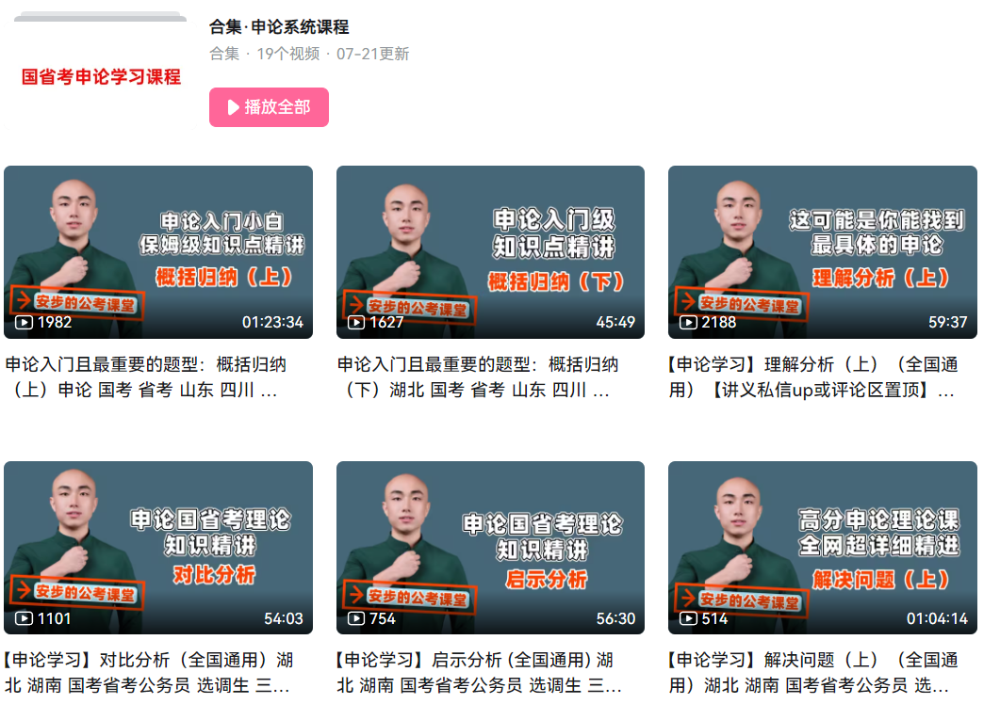 国省考申论学习课程
合集·申论系统课程
合集 · 19个视频 · 07-21更新
播放全部
申论入门小白
保姆级知识点精讲
概括归纳（上）
安步的公考课堂
1982
01:23:34
申论入门级
知识点精讲
概括归纳（下）
安步的公考课堂
1627
45:49
这可能是你能找到
最具体的申论
理解分析（上）
安步的公考课堂
2188
59:37
申论入门且最重要的题型：概括归纳
（上）申论 国考 省考 山东 四川 ...
申论入门且最重要的题型：概括归纳
（下）湖北 国考 省考 山东 四川 ...
【申论学习】理解分析（上）（全国通
用）【讲义私信up或评论区置顶】...
申论国省考理论
知识精讲
对比分析
安步的公考课堂
1101
54:03
申论国省考理论
知识精讲
启示分析
安步的公考课堂
754
56:30
高分申论理论课
全网超详细精进
解决问题（上）
安步的公考课堂
514
01:04:14
【申论学习】对比分析（全国通用）湖
北 湖南 国考省考公务员 选调生 三...
【申论学习】启示分析 (全国通用) 湖
北 湖南 国考省考公务员 选调生 三...
【申论学习】解决问题（上）（全国通
用）湖北 湖南 国考省考公务员 选...